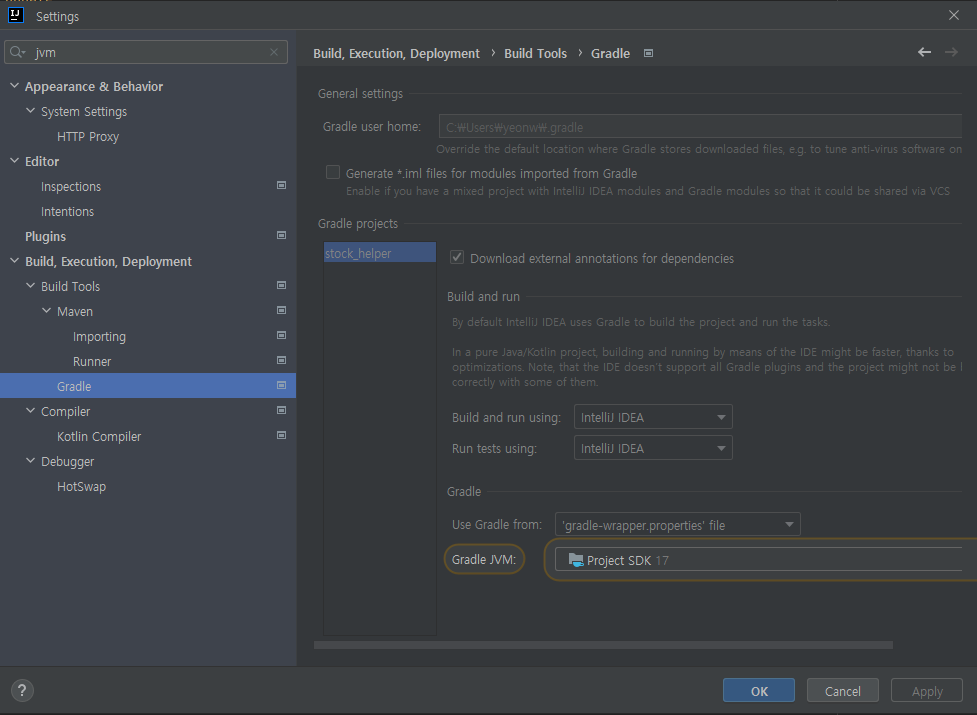 IJ
Settings
jvm
Appearance & Behavior
System Settings
HTTP Proxy
Editor
Inspections
Intentions
Plugins
Build, Execution, Deployment
Build Tools
Maven
Importing
Runner
Gradle
Compiler
Kotlin Compiler
Debugger
HotSwap
Build, Execution, Deployment › Build Tools › Gradle
General settings
Gradle user home: C:₩Users₩yeonw₩.gradle
Override the default location where Gradle stores downloaded files, e.g. to tune anti-virus software on
Generate *.iml files for modules imported from Gradle
Enable if you have a mixed project with IntelliJ IDEA modules and Gradle modules so that it could be shared via VCS
Gradle projects
stock_helper
Download external annotations for dependencies
Build and run
By default IntelliJ IDEA uses Gradle to build the project and run the tasks.
In a pure Java/Kotlin project, building and running by means of the IDE might be faster, thanks to
optimizations. Note, that the IDE doesn't support all Gradle plugins and the project might not be
correctly with some of them.
Build and run using: IntelliJ IDEA
Run tests using: IntelliJ IDEA
Gradle
Use Gradle from: 'gradle-wrapper.properties' file
Gradle JVM: Project SDK 17
?
OK
Cancel
Apply